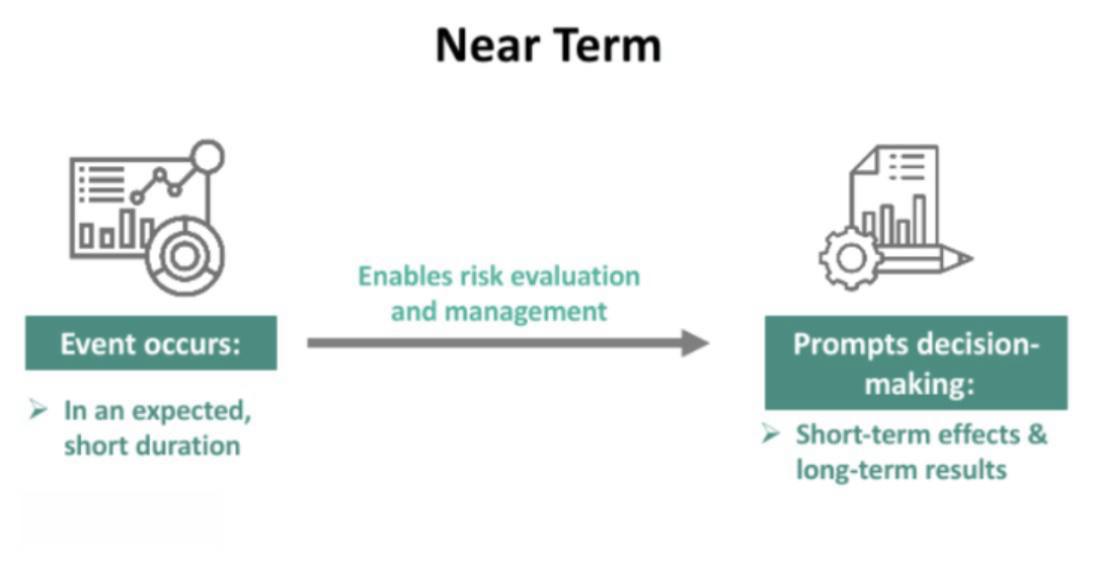 Near Term
Enables risk evaluation
and management
Event occurs:
In an expected,
short duration
Prompts decision-
making:
Short-term effects &
long-term results